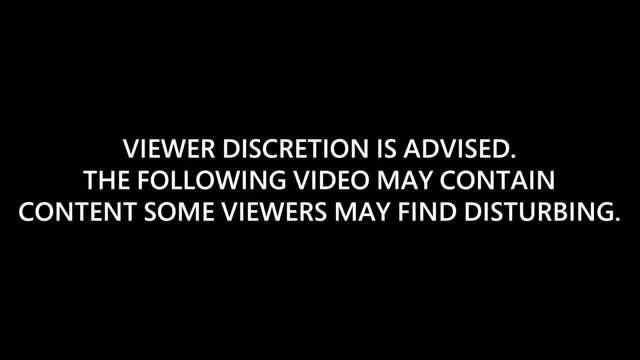 VIEWER DISCRETION IS ADVISED.
THE FOLLOWING VIDEO MAY CONTAIN
CONTENT SOME VIEWERS MAY FIND DISTURBING.